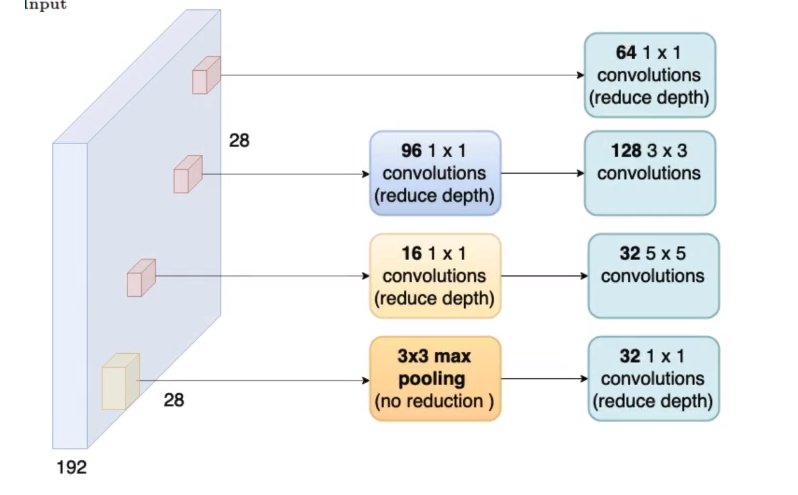 Input
64 1 x 1
convolutions
(reduce depth)
28
96 1 x 1
convolutions
(reduce depth)
128 3 x 3
convolutions
16 1 x 1
convolutions
(reduce depth)
32 5 x 5
convolutions
3x3 max
pooling
(no reduction )
32 1 x 1
convolutions
(reduce depth)
28
192